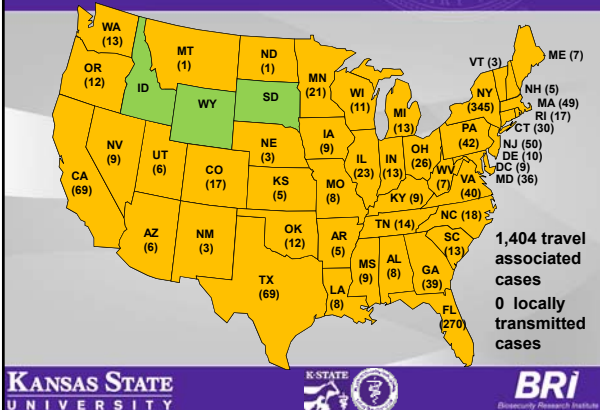 WA
(13)
MT
(1)
ND
(1)
VT (3)
ME (7)
OR
(12)
MN
(21)
ID
WY
SD
WI
(11)
MI
(13)
NY
(345)
NH (5)
MA (49)
RI (17)
CT (30)
NJ (50)
DE (10)
DC (9)
MD (36)
PA
(42)
IA
(9)
NE
(3)
NV
(9)
UT
(6)
CO
(17)
CA
(69)
KS
(5)
MO
(8)
IL
(23)
IN
(13)
OH
(26)
WV
(7)
VA
(40)
KY (9)
NC (18)
TN (14)
AZ
(6)
NM
(3)
OK
(12)
AR
(5)
SC
(13)
MS
(9)
AL
(8)
GA
(39)
TX
(69)
LA
(8)
FL
(270)
1,404 travel
associated
cases
0 locally
transmitted
cases
KANSAS STATE
UNIVERSITY
K-STATE
BRI
Biosecurity Research Institute